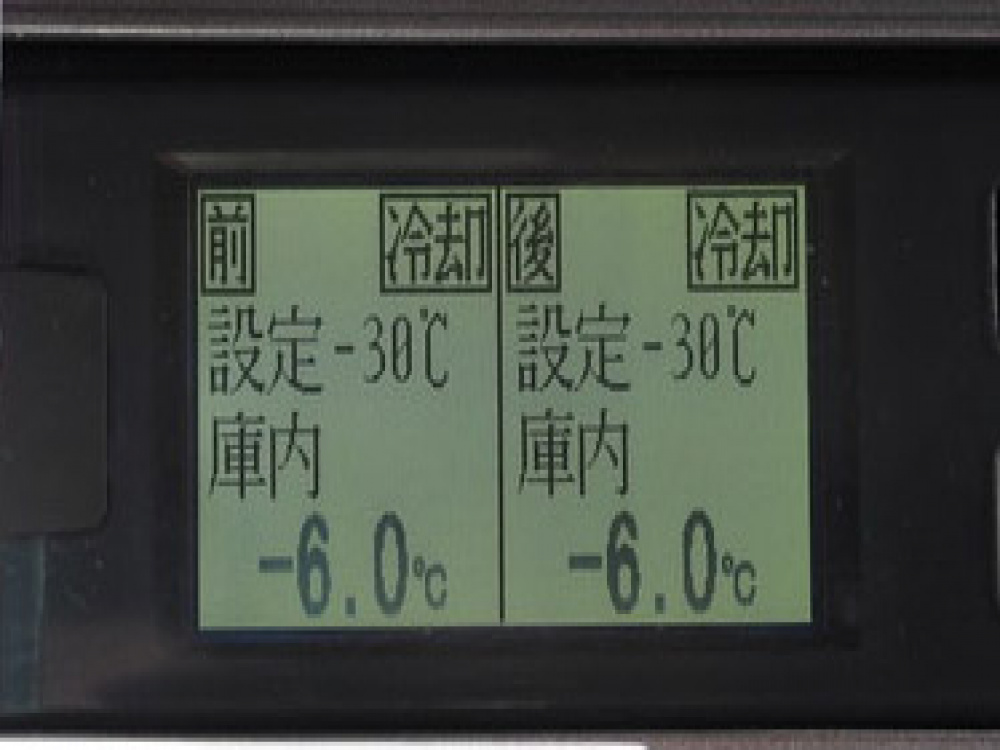 前 冷却
設定 -30℃
庫内
-6.0℃
後 冷却
設定 -30℃
庫内
-6.0℃